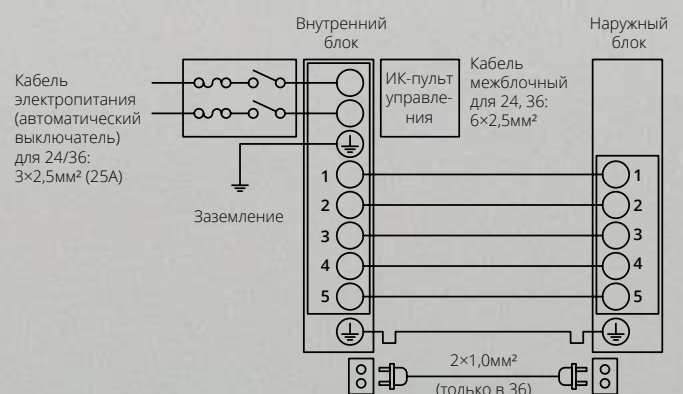 Внутренний
блок
Наружный
блок
Кабель
электропитания
(автоматический
выключатель)
для 24/36:
3×2,5мм² (25А)
ИК-пульт
управле-
ния
Кабель
межблочный
для 24, 36:
6×2,5мм²
Заземление
1
2
3
4
5
1
2
3
4
5
2×1,0мм²
(только в 36)